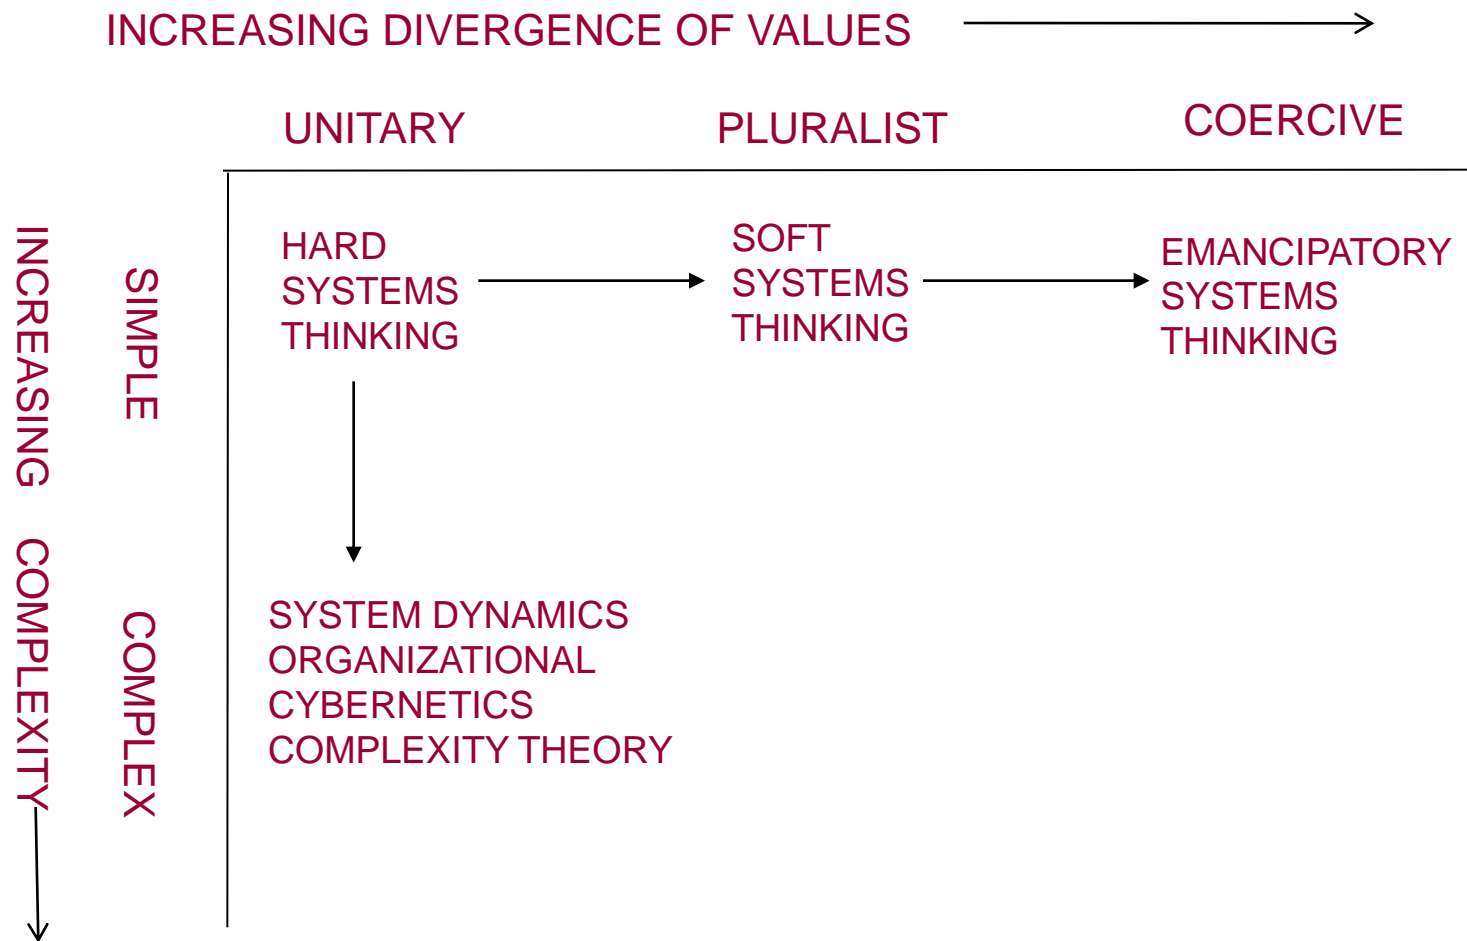 INCREASING DIVERGENCE OF VALUES
UNITARY
PLURALIST
COERCIVE
INCREASING COMPLEXITY
SIMPLE
HARD
SYSTEMS
THINKING
SOFT
SYSTEMS
THINKING
EMANCIPATORY
SYSTEMS
THINKING
COMPLEX
SYSTEM DYNAMICS
ORGANIZATIONAL
CYBERNETICS
COMPLEXITY THEORY